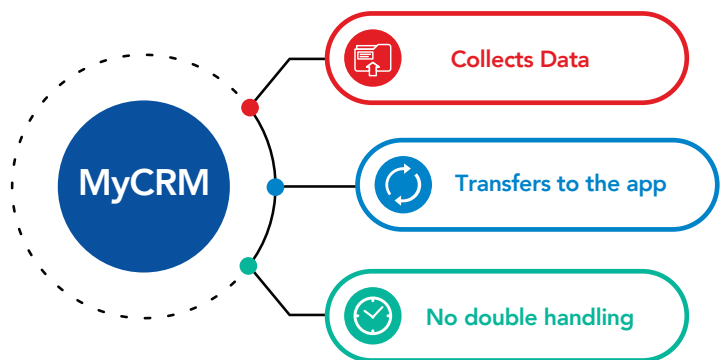 MyCRM
Collects Data
Transfers to the app
No double handling